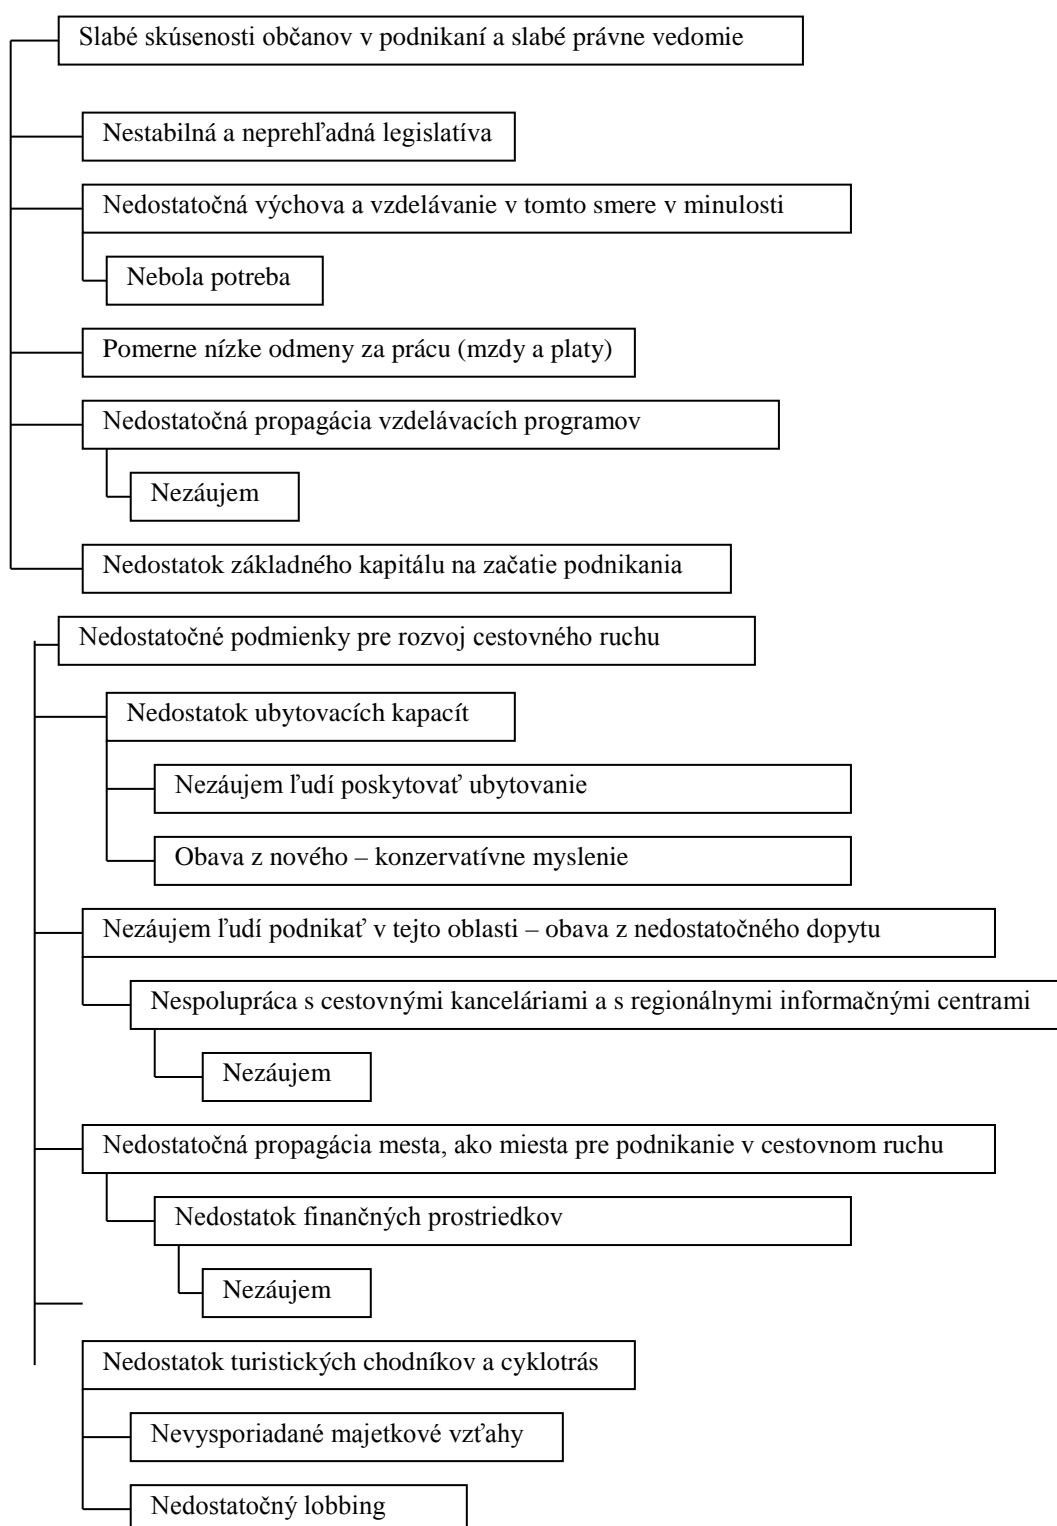 Slabé skúsenosti občanov v podnikaní a slabé právne vedomie
Nestabilná a neprehľadná legislatíva
Nedostatočná výchova a vzdelávanie v tomto smere v minulosti
Nebola potreba
Pomerne nízke odmeny za prácu (mzdy a platy)
Nedostatočná propagácia vzdelávacích programov
Nezáujem
Nedostatok základného kapitálu na začatie podnikania
Nedostatočné podmienky pre rozvoj cestovného ruchu
Nedostatok ubytovacích kapacít
Nezáujem ľudí poskytovať ubytovanie
Obava z nového – konzervatívne myslenie
Nezáujem ľudí podnikať v tejto oblasti – obava z nedostatočného dopytu
Nespolupráca s cestovnými kanceláriami a s regionálnymi informačnými centrami
Nezáujem
Nedostatočná propagácia mesta, ako miesta pre podnikanie v cestovnom ruchu
Nedostatok finančných prostriedkov
Nezáujem
Nedostatok turistických chodníkov a cyklotrás
Nevysporiadané majetkové vzťahy
Nedostatočný lobbing